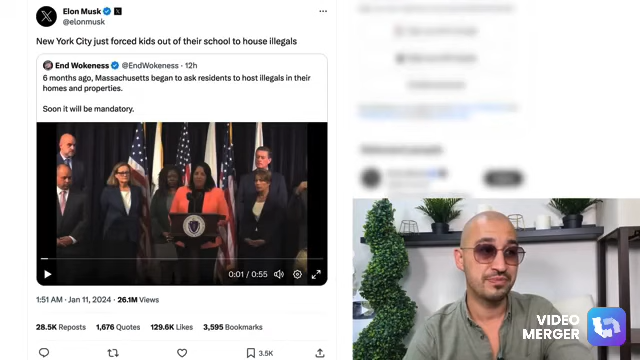 Elon Musk
@elonmusk
New York City just forced kids out of their school to house illegals
End Wokeness @EndWokeness · 12h
6 months ago, Massachusetts began to ask residents to host illegals in their
homes and properties.
Soon it will be mandatory.
0:01 / 0:55
1:51 AM · Jan 11, 2024 · 26.1M Views
28.5K Reposts 1,676 Quotes 129.6K Likes 3,595 Bookmarks
3.5K
VIDEO
MERGER